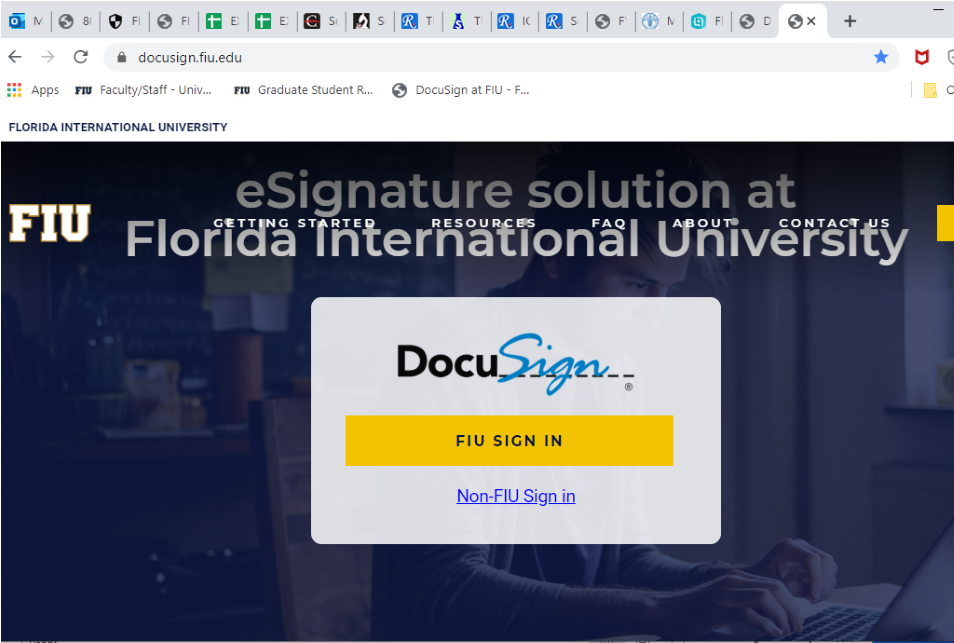 M 8 FI FI E E S S T T IC S F M FI D
docusign.fiu.edu
Apps FIU Faculty/Staff - Univ... FIU Graduate Student R... DocuSign at FIU - F...
FLORIDA INTERNATIONAL UNIVERSITY
eSignature solution at
FIU
GETTING STARTED RESOURCES FAQ ABOUT CONTACT US
Florida International University
DocuSign®
FIU SIGN IN
Non-FIU Sign in